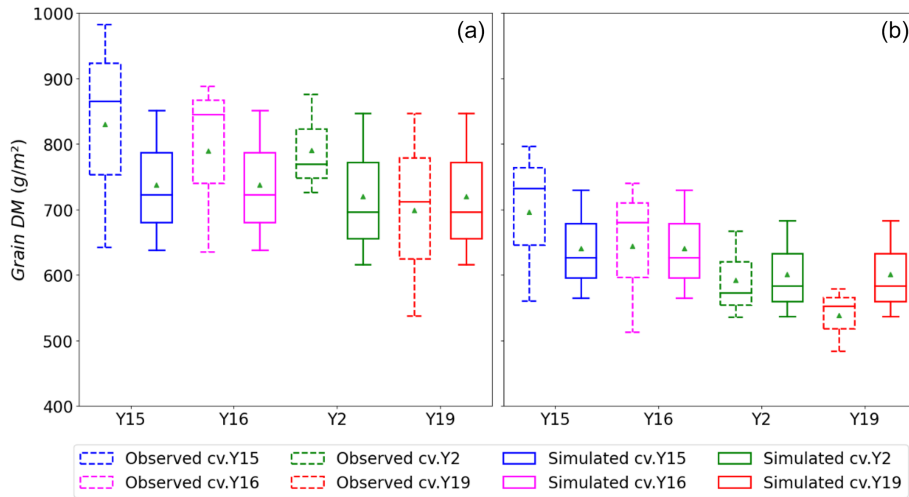 (a) (b)
1000
900
800
700
600
500
400
Grain DM (g/m²)
Y15 Y16 Y2 Y19 Y15 Y16 Y2 Y19
Observed cv.Y15 Observed cv.Y2 Simulated cv.Y15 Simulated cv.Y2
Observed cv.Y16 Observed cv.Y19 Simulated cv.Y16 Simulated cv.Y19